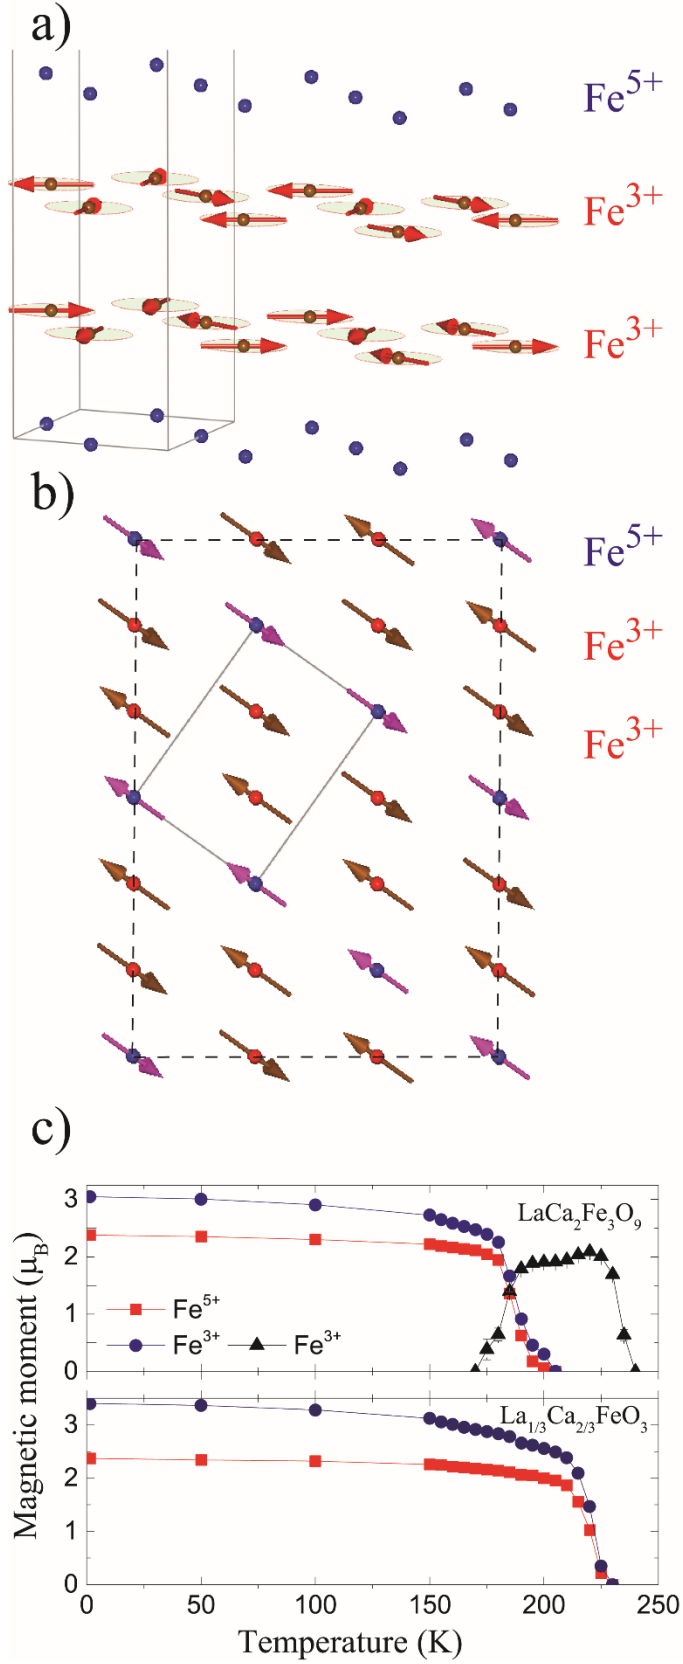 a)
Fe5+
Fe3+
Fe3+
b)
Fe5+
Fe3+
Fe3+
c)
Magnetic moment (μB)
3
2
1
0
LaCa2Fe3O9
Fe5+
Fe3+ Fe3+
3
2
1
0
La1/3Ca2/3FeO3
0 50 100 150 200 250
Temperature (K)